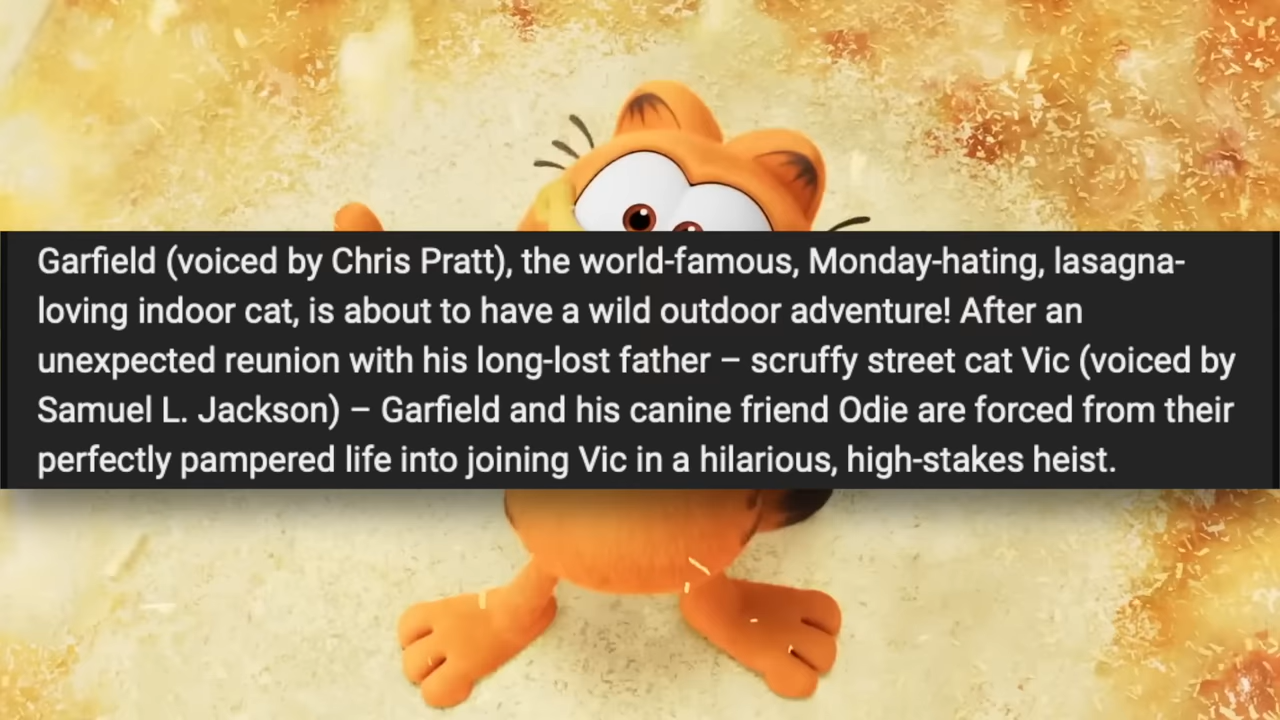 Garfield (voiced by Chris Pratt), the world-famous, Monday-hating, lasagna-
loving indoor cat, is about to have a wild outdoor adventure! After an
unexpected reunion with his long-lost father – scruffy street cat Vic (voiced by
Samuel L. Jackson) – Garfield and his canine friend Odie are forced from their
perfectly pampered life into joining Vic in a hilarious, high-stakes heist.